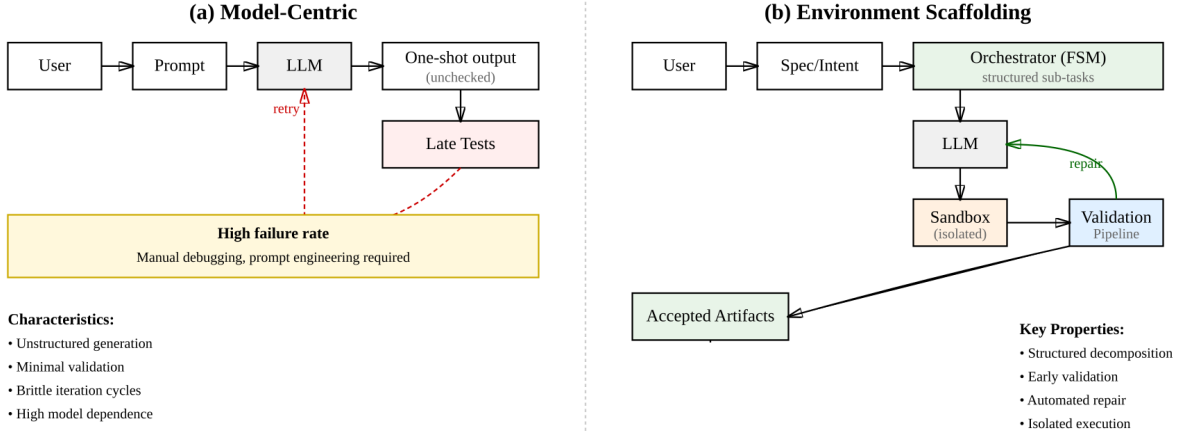 (a) Model-Centric
User
Prompt
LLM
One-shot output
(unchecked)
retry
Late Tests
High failure rate
Manual debugging, prompt engineering required
Characteristics:
• Unstructured generation
• Minimal validation
• Brittle iteration cycles
• High model dependence
(b) Environment Scaffolding
User
Spec/Intent
Orchestrator (FSM)
structured sub-tasks
LLM
repair
Sandbox
(isolated)
Validation
Pipeline
Accepted Artifacts
Key Properties:
• Structured decomposition
• Early validation
• Automated repair
• Isolated execution